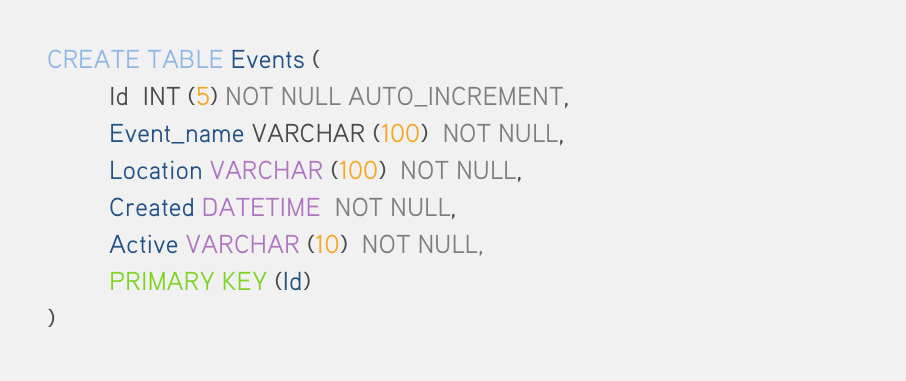 CREATE TABLE Events (
Id  INT (5) NOT NULL AUTO_INCREMENT,
Event_name VARCHAR (100)  NOT NULL,
Location VARCHAR (100)  NOT NULL,
Created DATETIME  NOT NULL,
Active VARCHAR (10)  NOT NULL,
PRIMARY KEY (Id)
)